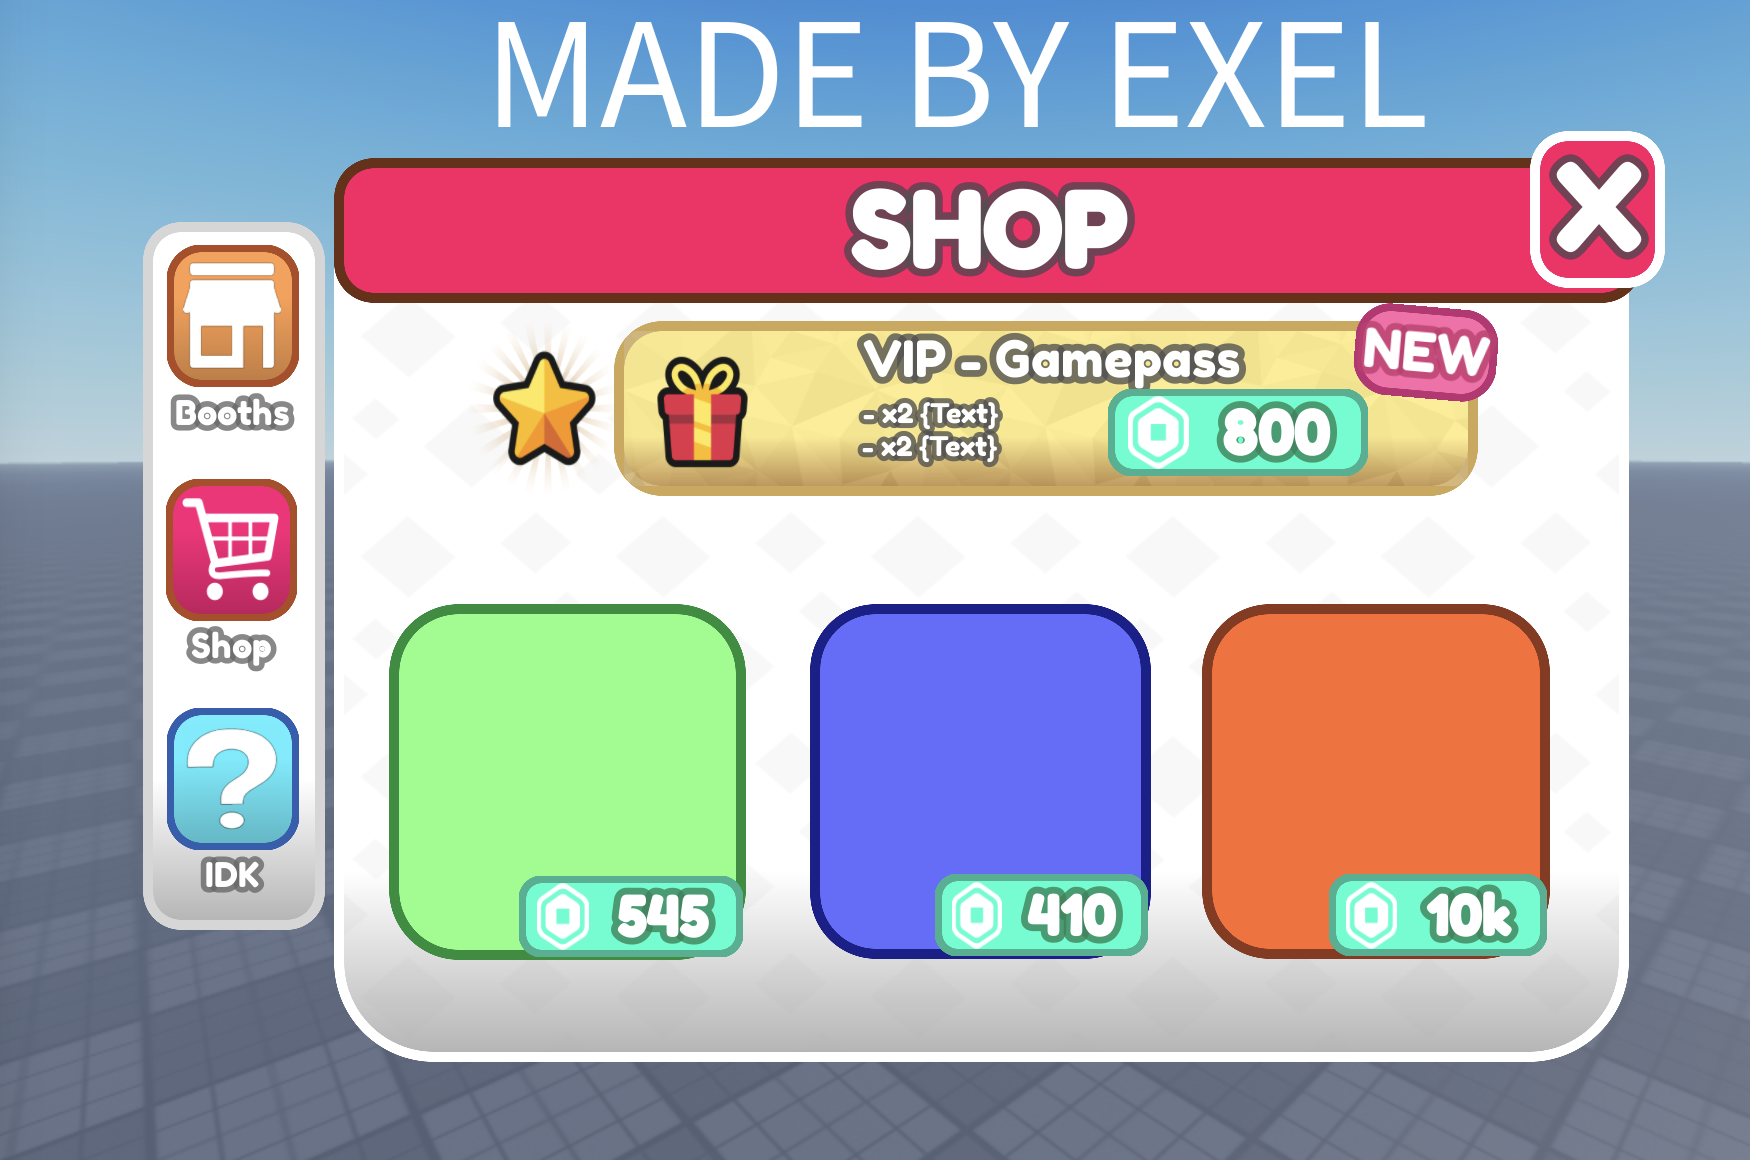 MADE BY EXEL
SHOP
X
NEW
VIP - Gamepass
- x2 {Text}
- x2 {Text}
800
Booths
Shop
?
IDK
545
410
10k